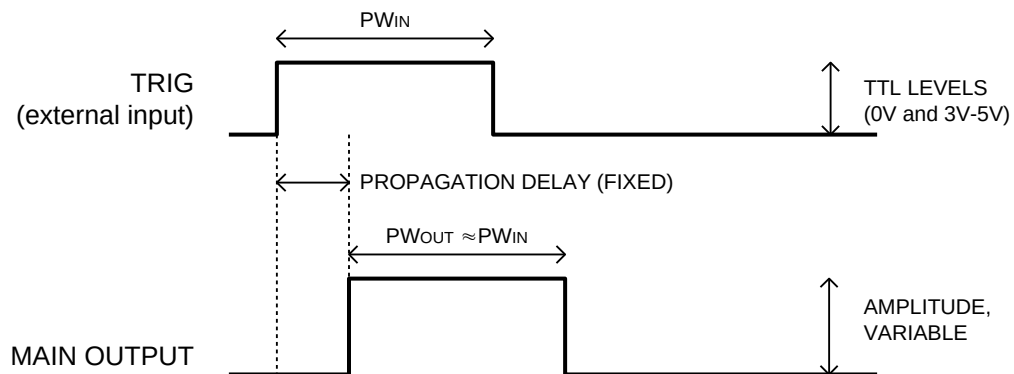 PWIN
TRIG
(external input)
TTL LEVELS
(0V and 3V-5V)
PROPAGATION DELAY (FIXED)
PWOUT ≈PWIN
AMPLITUDE,
VARIABLE
MAIN OUTPUT